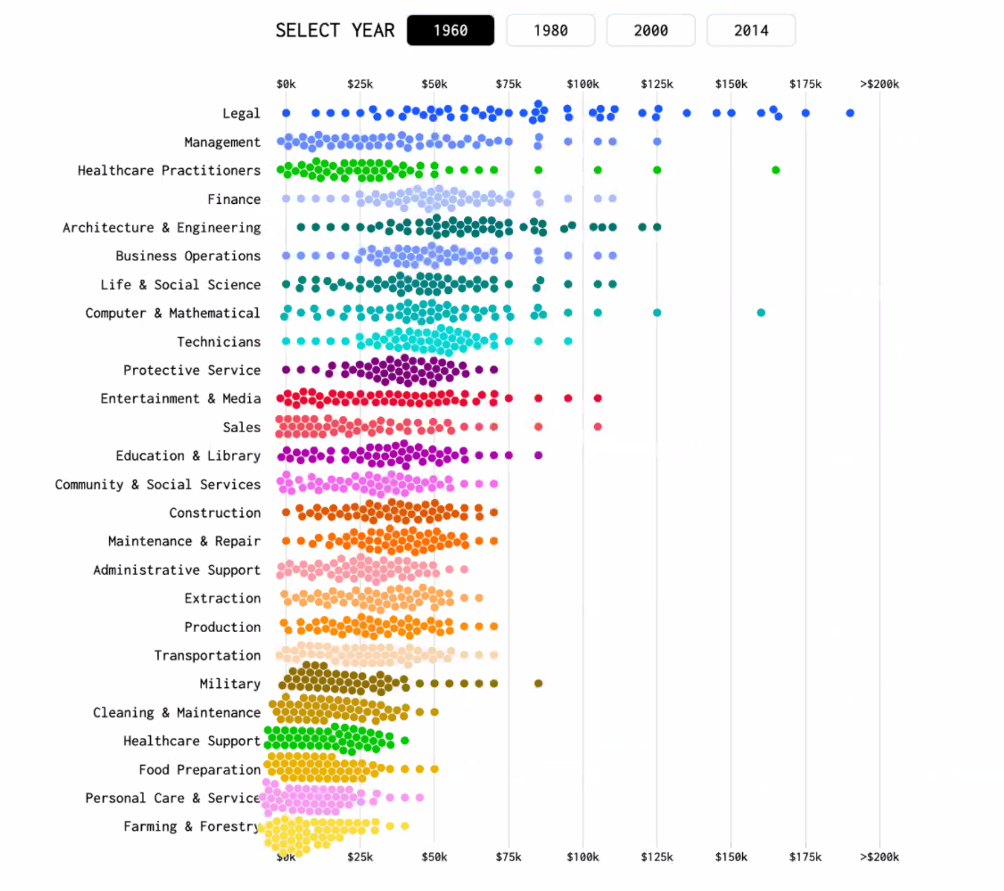 SELECT YEAR 1960 1980 2000 2014
$0k $25k $50k $75k $100k $125k $150k $175k >$200k
Legal
Management
Healthcare Practitioners
Finance
Architecture & Engineering
Business Operations
Life & Social Science
Computer & Mathematical
Technicians
Protective Service
Entertainment & Media
Sales
Education & Library
Community & Social Services
Construction
Maintenance & Repair
Administrative Support
Extraction
Production
Transportation
Military
Cleaning & Maintenance
Healthcare Support
Food Preparation
Personal Care & Service
Farming & Forestry
$0k $25k $50k $75k $100k $125k $150k $175k >$200k